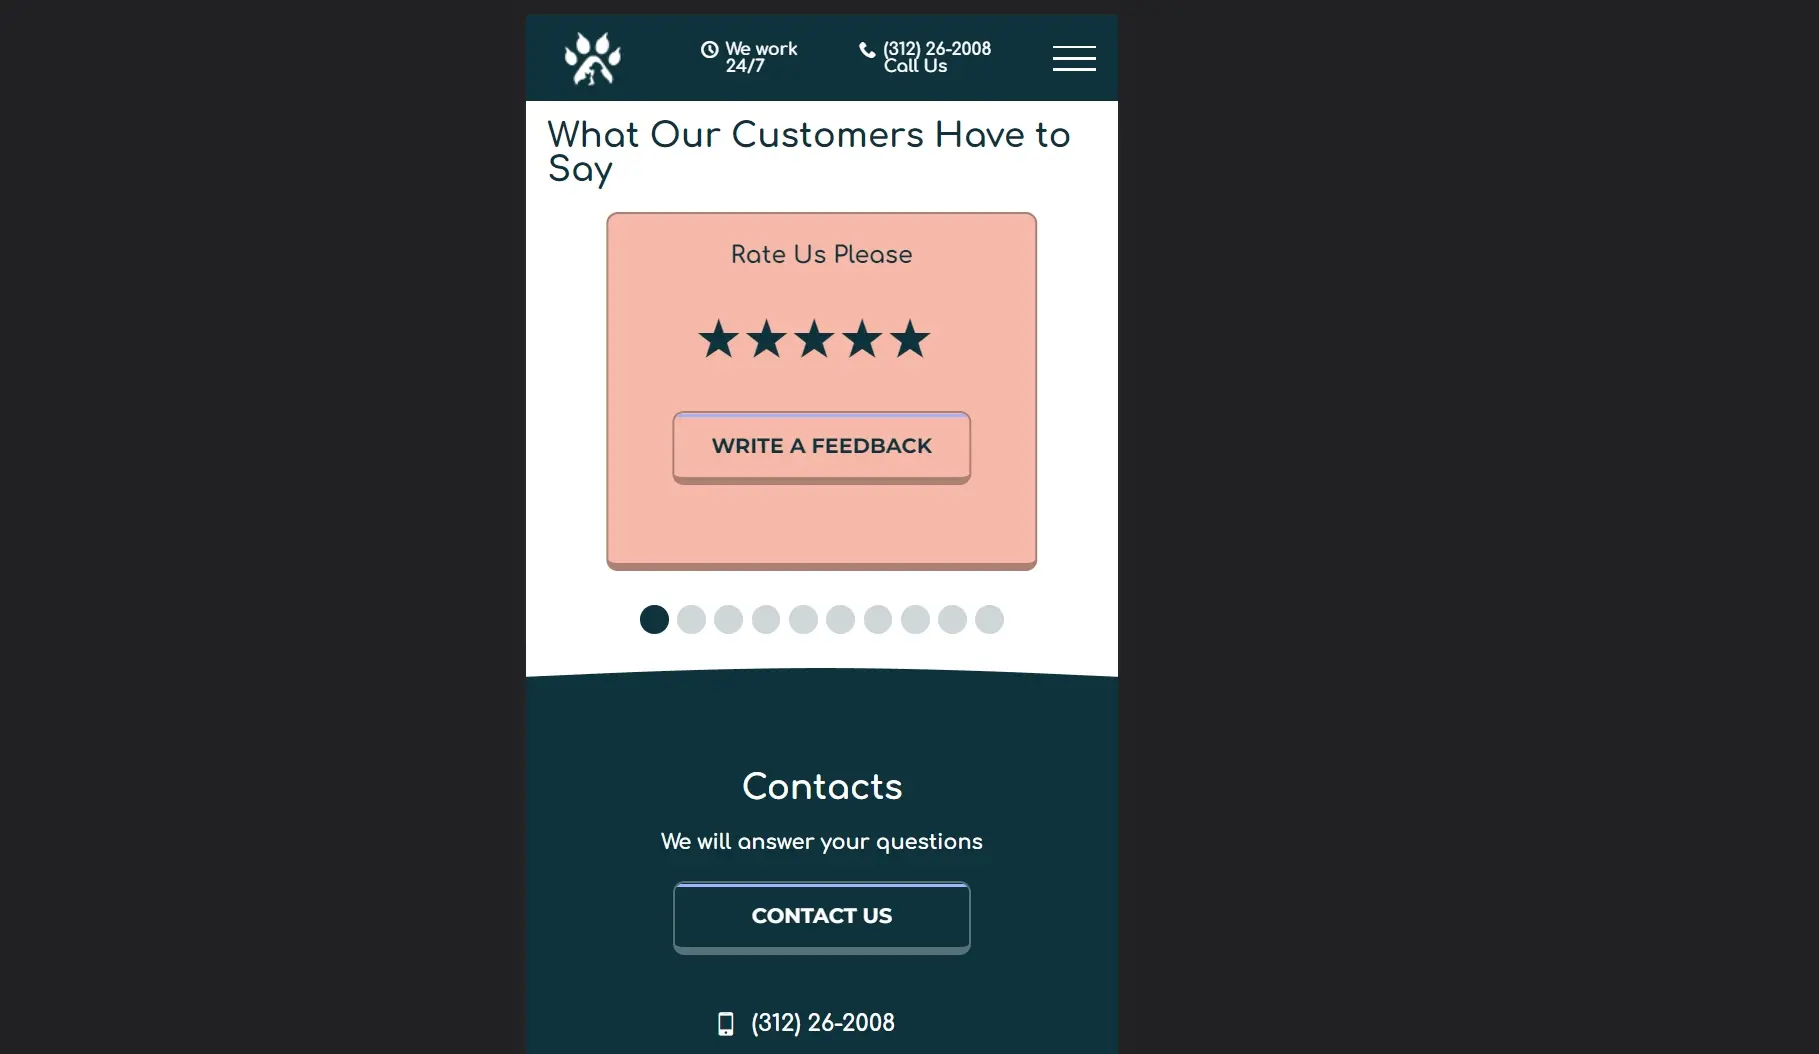 We work
24/7
(312) 26-2008
Call Us
What Our Customers Have to
Say
Rate Us Please
WRITE A FEEDBACK
Contacts
We will answer your questions
CONTACT US
(312) 26-2008